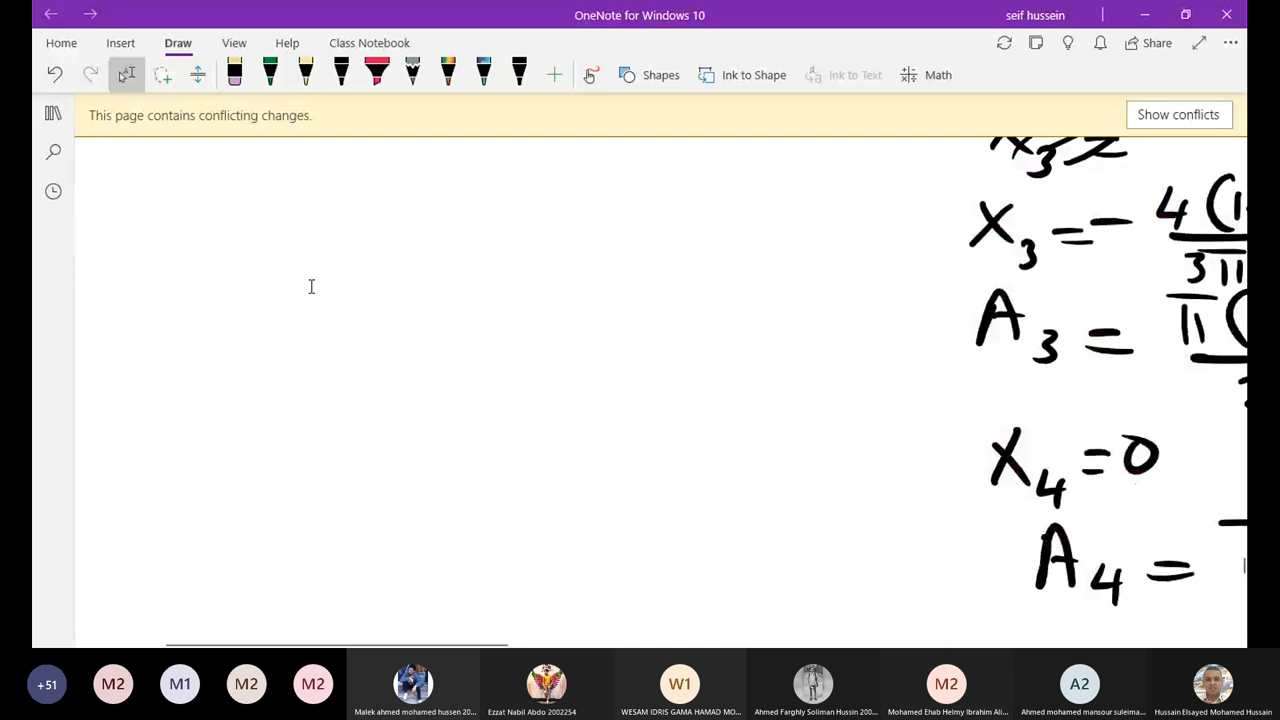 OneNote for Windows 10
seif hussein
Home Insert Draw View Help Class Notebook
Share
Shapes Ink to Shape Ink to Text Math
This page contains conflicting changes.
Show conflicts
X3 = - 4 (1
3π
A3 = π (
X4 = 0
A4 =
+51 M2 M1 M2 M2 W1 M2 A2
Malek ahmed mohamed hussen 20...
Ezzat Nabil Abdo 2002254
WESAM IDRIS GAMA HAMAD MO...
Ahmed Farghly Soliman Hussin 200...
Mohamed Ehab Helmy Ibrahim Ali...
Ahmed mohamed mansour suleima...
Hussain Elsayed Mohamed Hussain